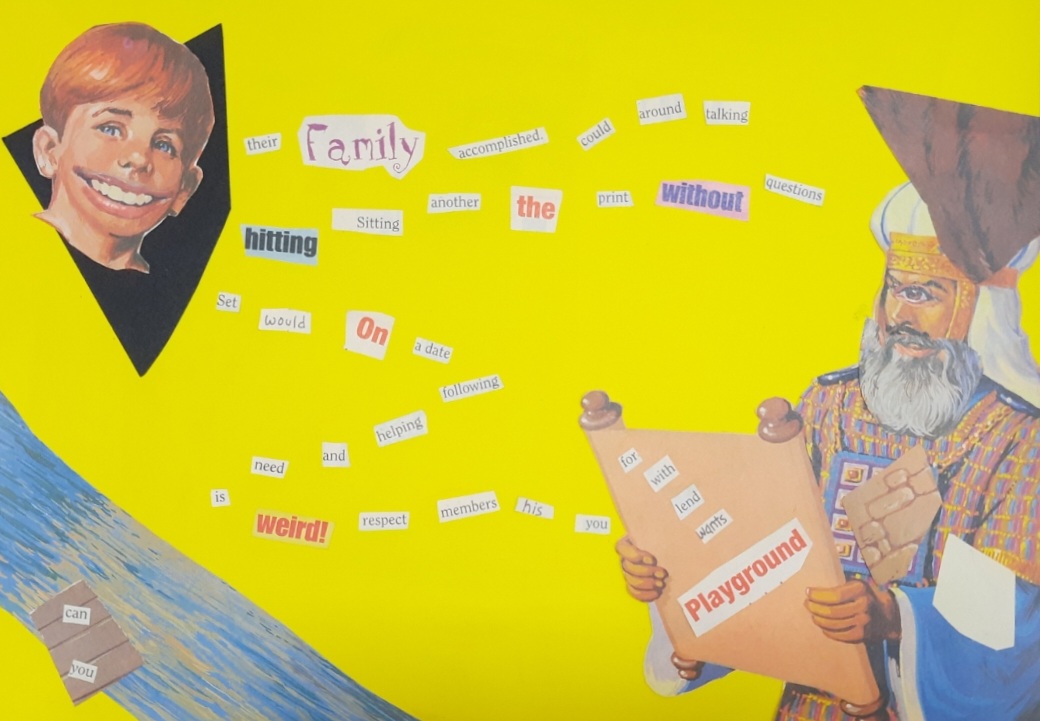 their Family accomplished. could around talking
hitting Sitting another the print without questions
Set would On a date
following
helping
and
need
is
weird! respect members his you
for
with
lend
wants
Playground
can
you